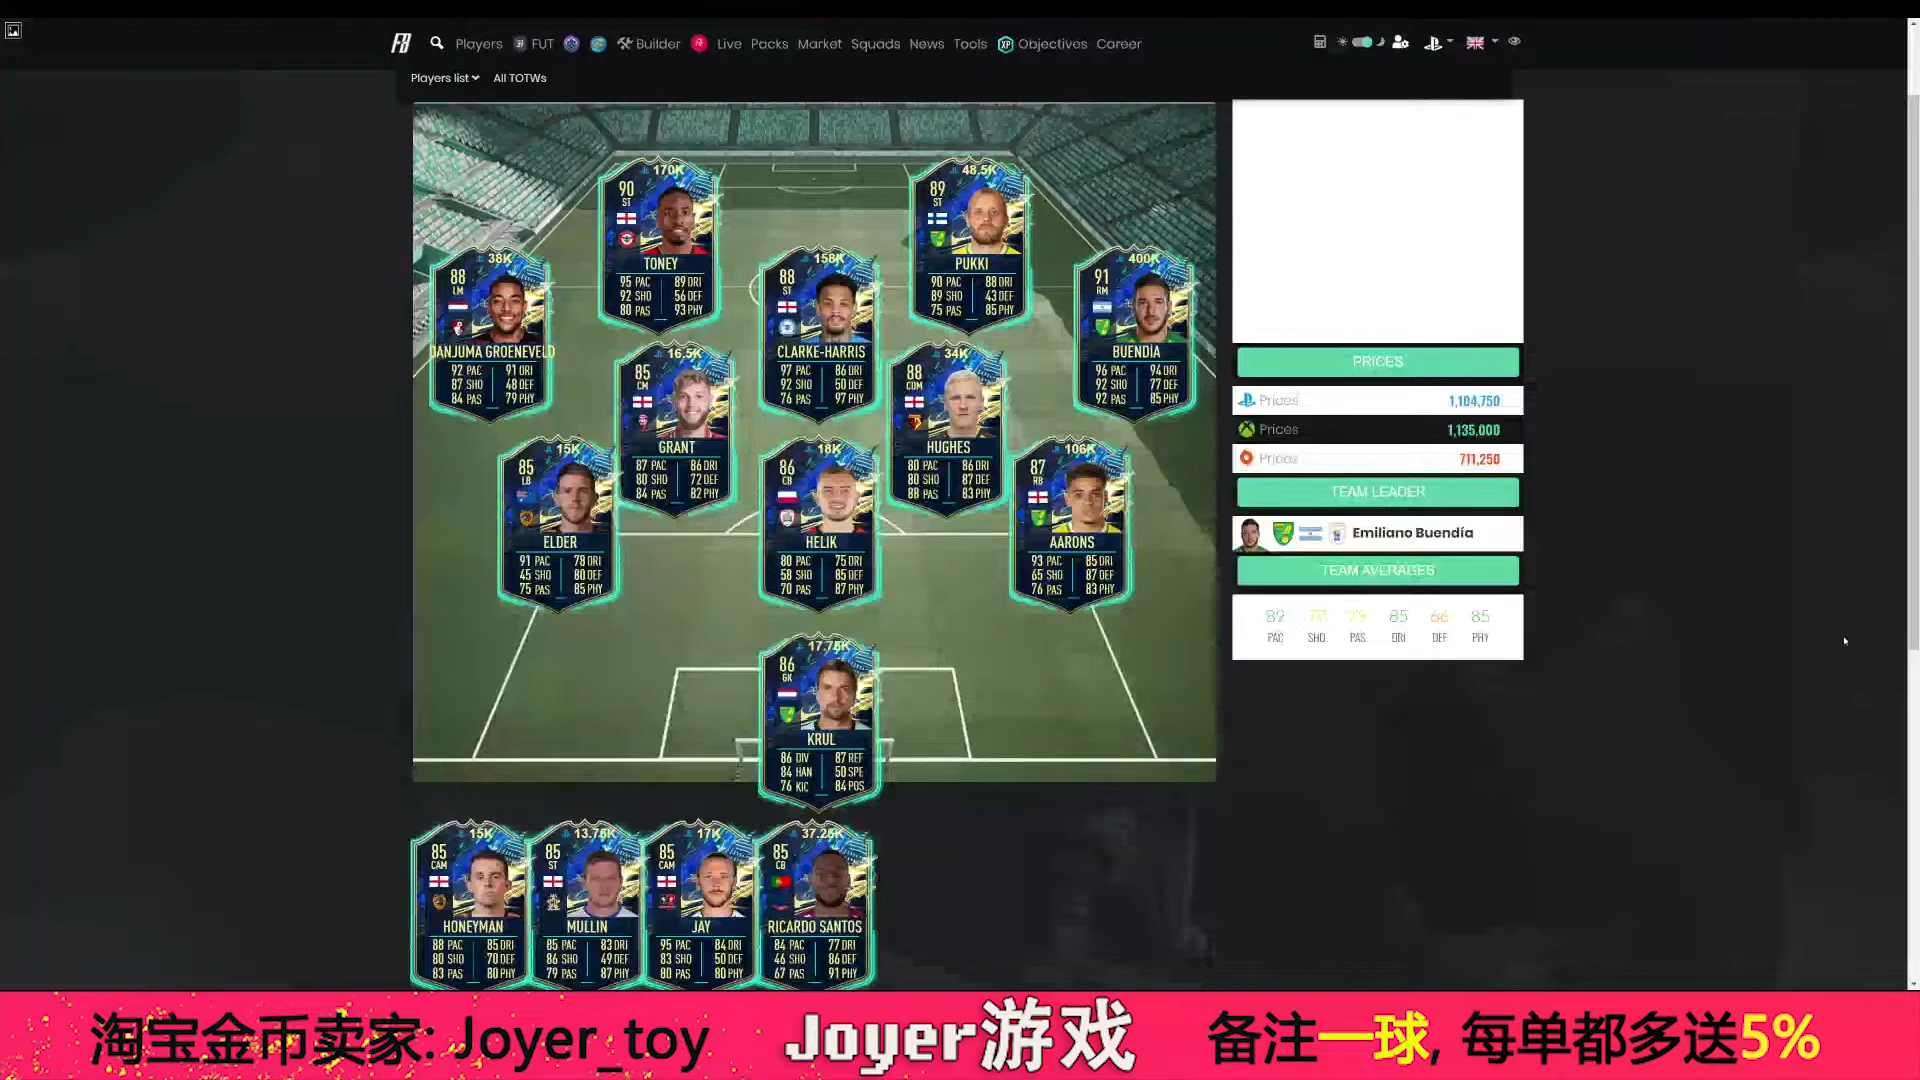 Players FUT Builder Live Packs Market Squads News Tools XP Objectives Career
Players list All TOTWs
170K
90
ST
TONEY
95 PAC 89 DRI
92 SHO 56 DEF
80 PAS 93 PHY
48.5K
89
ST
PUKKI
90 PAC 88 DRI
89 SHO 43 DEF
75 PAS 85 PHY
38K
88
LM
DANJUMA GROENEVELD
92 PAC 91 DRI
87 SHO 48 DEF
84 PAS 79 PHY
158K
88
ST
CLARKE-HARRIS
97 PAC 86 DRI
92 SHO 50 DEF
76 PAS 97 PHY
400K
91
RM
BUENDÍA
96 PAC 94 DRI
92 SHO 77 DEF
92 PAS 85 PHY
16.5K
85
CM
GRANT
87 PAC 86 DRI
80 SHO 72 DEF
84 PAS 82 PHY
34K
88
CDM
HUGHES
80 PAC 86 DRI
80 SHO 87 DEF
88 PAS 83 PHY
15K
85
LB
ELDER
91 PAC 78 DRI
45 SHO 80 DEF
75 PAS 85 PHY
18K
86
CB
HELIK
80 PAC 75 DRI
58 SHO 85 DEF
70 PAS 87 PHY
106K
87
RB
AARONS
93 PAC 85 DRI
65 SHO 87 DEF
76 PAS 83 PHY
17.75K
86
GK
KRUL
86 DIV 87 REF
84 HAN 50 SPE
76 KIC 84 POS
15K
85
CAM
HONEYMAN
88 PAC 85 DRI
80 SHO 70 DEF
83 PAS 80 PHY
13.75K
85
ST
MULLIN
85 PAC 83 DRI
86 SHO 49 DEF
79 PAS 87 PHY
17K
85
CAM
JAY
95 PAC 84 DRI
83 SHO 50 DEF
80 PAS 80 PHY
37.25K
85
CB
RICARDO SANTOS
84 PAC 77 DRI
46 SHO 86 DEF
67 PAS 91 PHY
PRICES
Prices 1,104,750
Prices 1,135,000
Prices 711,250
TEAM LEADER
Emiliano Buendía
TEAM AVERAGES
89 85 66 85
PAC SHO PAS DRI DEF PHY
淘宝金币卖家: Joyer_toy Joyer游戏 备注一球, 每单都多送5%